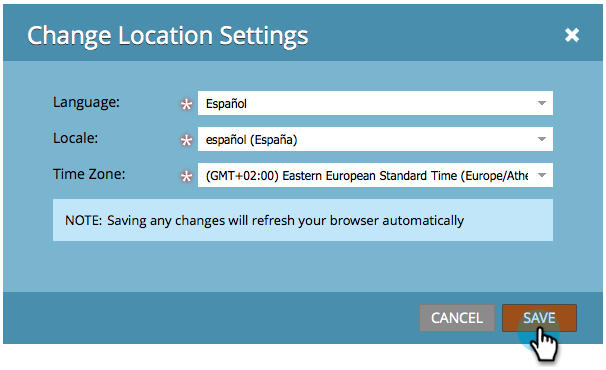 Change Location Settings
Language: * Español
Locale: * español (España)
Time Zone: * (GMT+02:00) Eastern European Standard Time (Europe/Athe
NOTE: Saving any changes will refresh your browser automatically
CANCEL SAVE